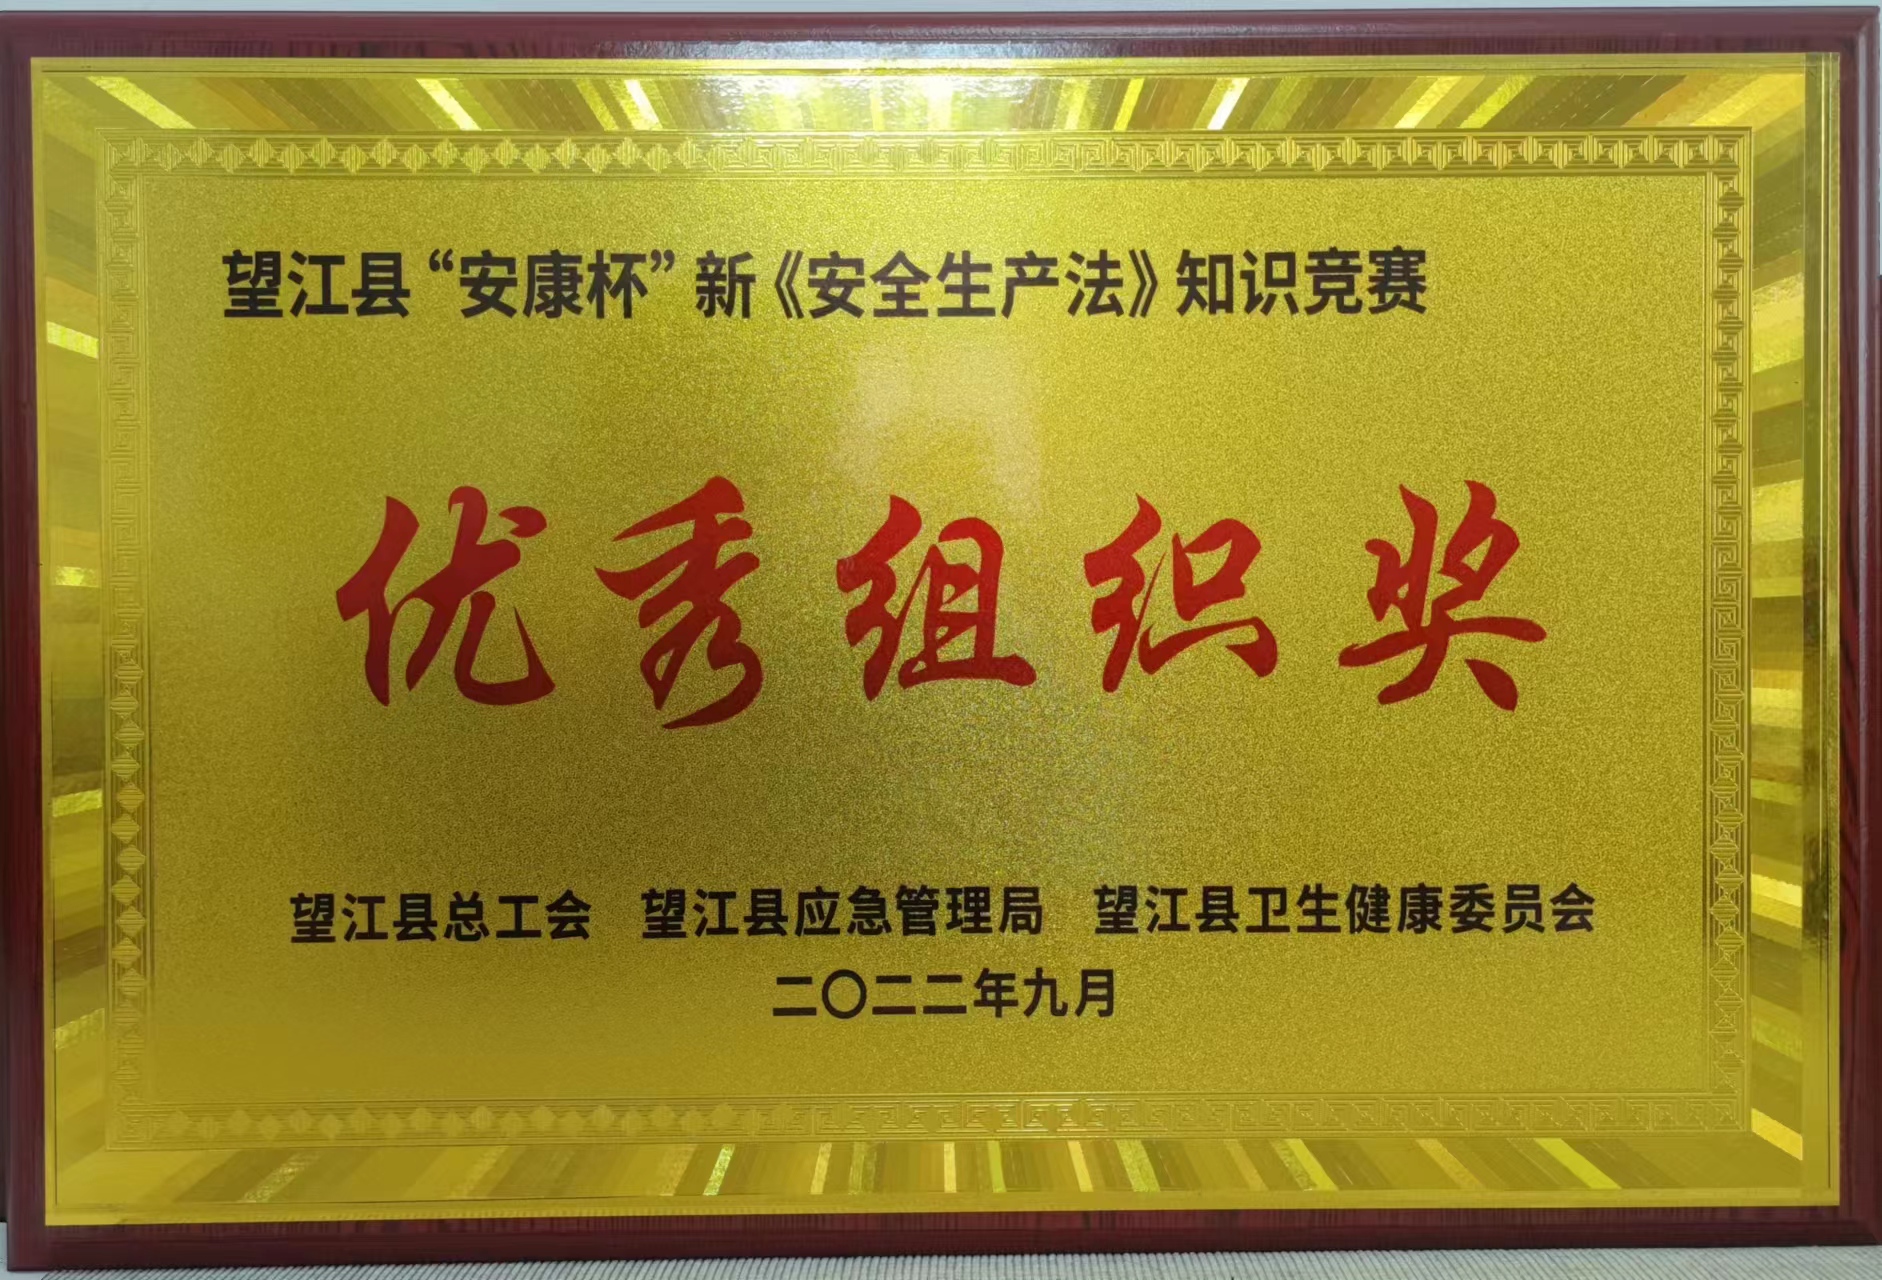 望江县“安康杯”新《安全生产法》知识竞赛
优秀组织奖
望江县总工会 望江县应急管理局 望江县卫生健康委员会
二〇二二年九月